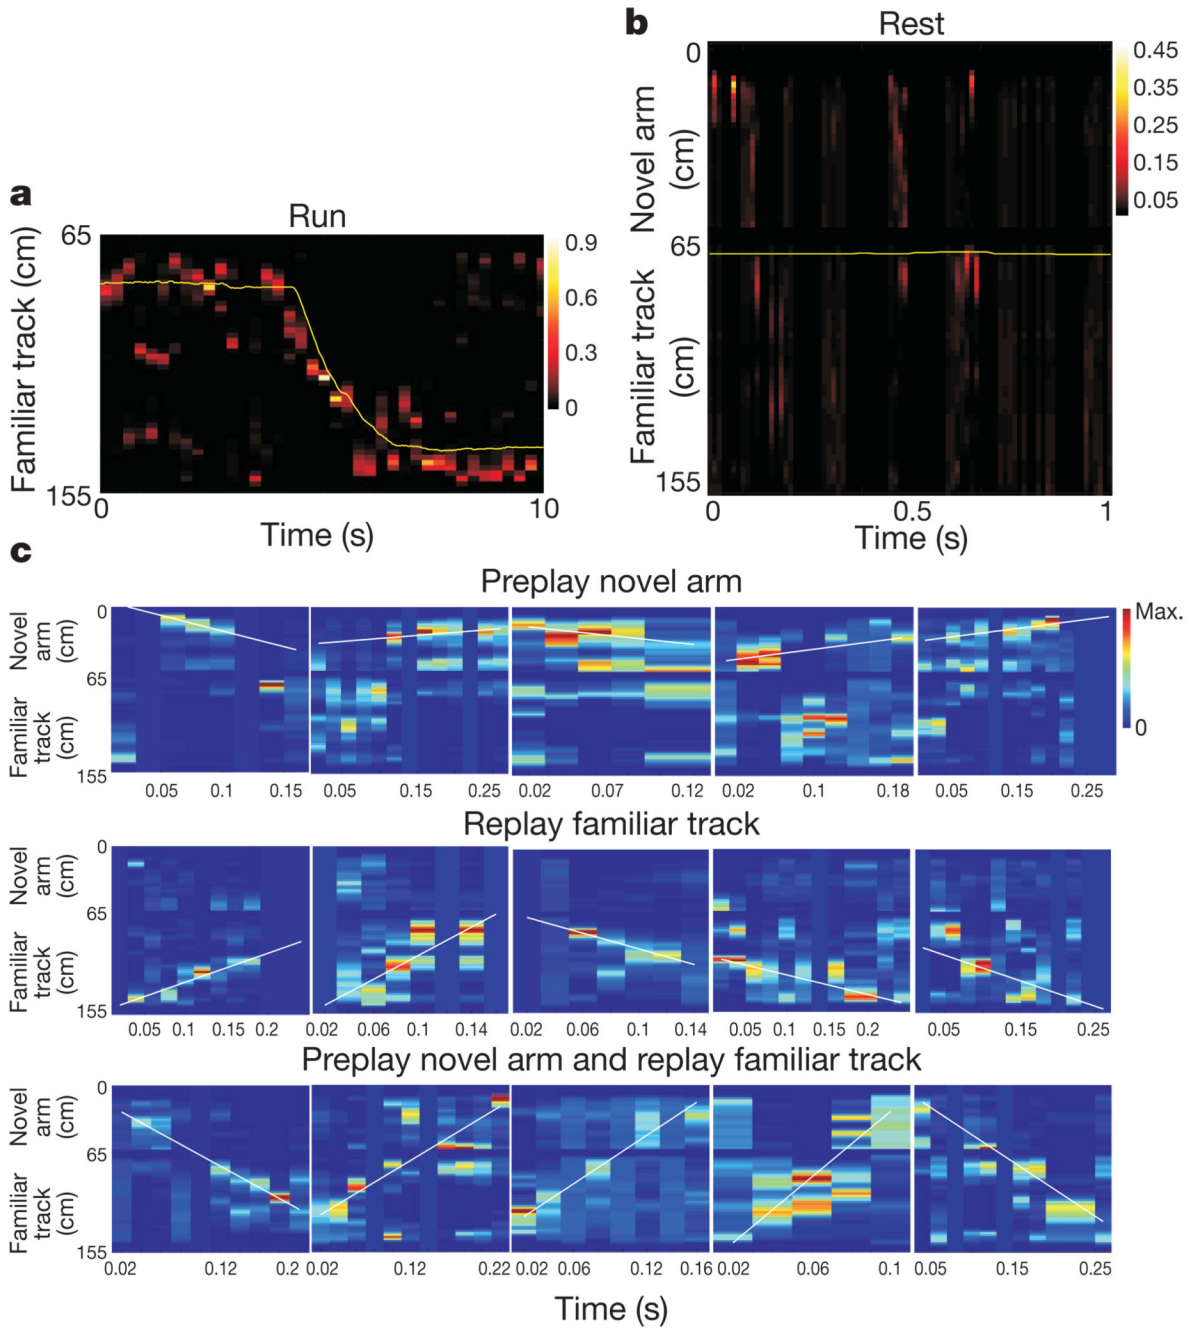 a
Run
Familiar track (cm)
65
155
0
10
Time (s)
0.9
0.6
0.3
0
b
Rest
Novel arm
(cm)
Familiar track
(cm)
0
65
155
0
0.5
1
Time (s)
0.45
0.35
0.25
0.15
0.05
c
Preplay novel arm
Novel
arm
(cm)
Familiar
track
(cm)
0
65
155
0.05 0.1 0.15
0.05 0.15 0.25
0.02 0.07 0.12
0.02 0.1 0.18
0.05 0.15 0.25
Max.
0
Replay familiar track
Novel
arm
(cm)
Familiar
track
(cm)
0
65
155
0.05 0.1 0.15 0.2
0.02 0.06 0.1 0.14
0.02 0.06 0.1 0.14
0.05 0.1 0.15 0.2
0.05 0.15 0.25
Preplay novel arm and replay familiar track
Novel
arm
(cm)
Familiar
track
(cm)
0
65
155
0.02 0.12 0.2
0.02 0.12 0.22
0.02 0.06 0.12 0.16
0.02 0.06 0.1
0.05 0.15 0.25
Time (s)